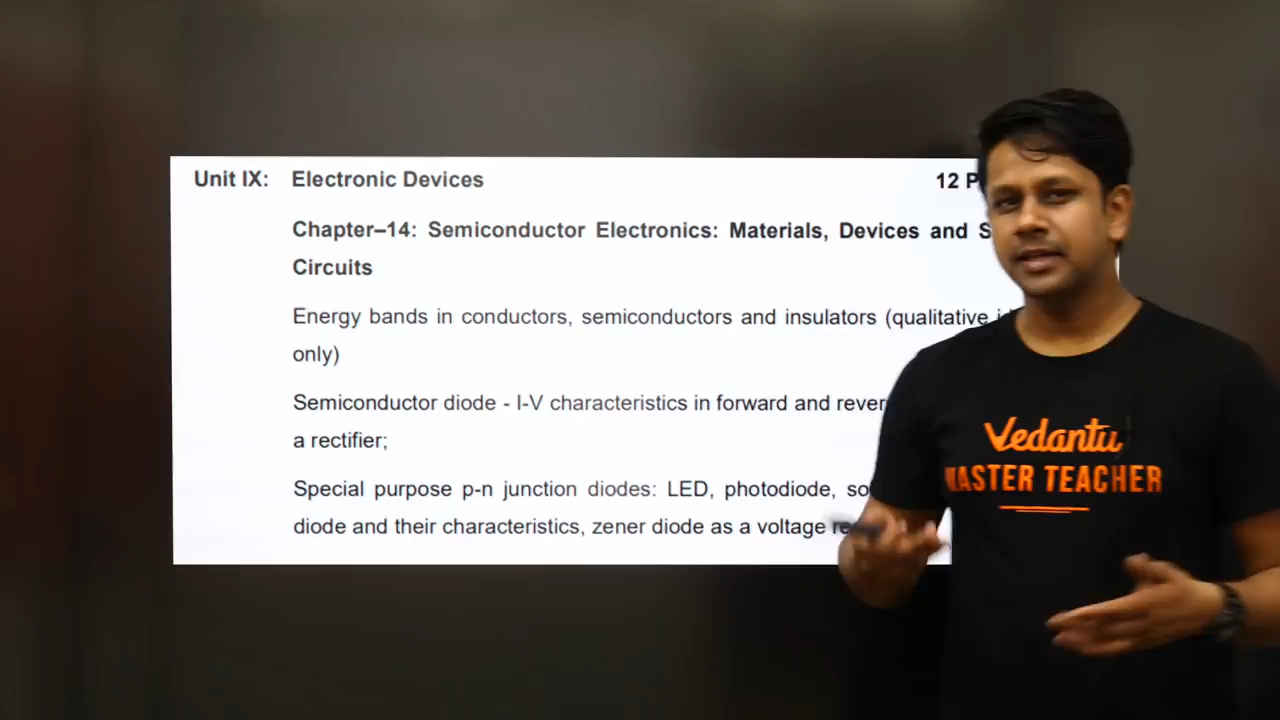 Unit IX: Electronic Devices 12
Chapter–14: Semiconductor Electronics: Materials, Devices and
Circuits
Energy bands in conductors, semiconductors and insulators (qualitative
only)
Semiconductor diode - I-V characteristics in forward and
a rectifier;
Special purpose p-n junction diodes: LED, photodiode,
diode and their characteristics, zener diode as a voltage
Vedantu
MASTER TEACHER